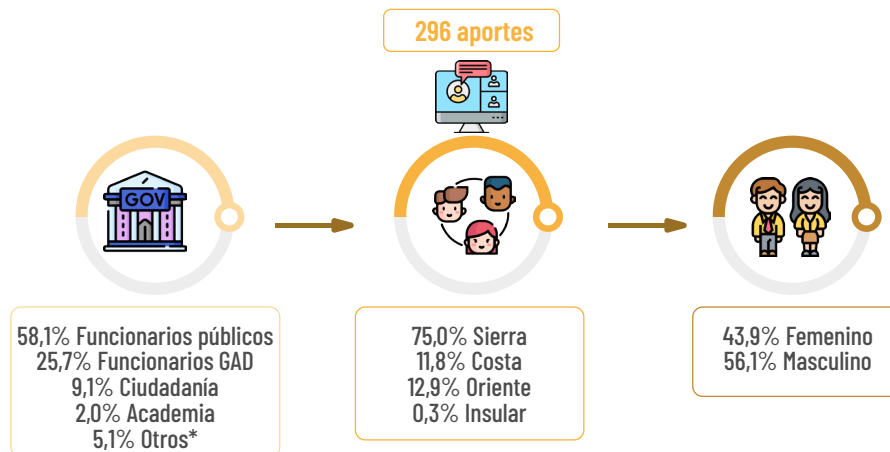 296 aportes
GOV
58,1% Funcionarios públicos
25,7% Funcionarios GAD
9,1% Ciudadanía
2,0% Academia
5,1% Otros*
75,0% Sierra
11,8% Costa
12,9% Oriente
0,3% Insular
43,9% Femenino
56,1% Masculino